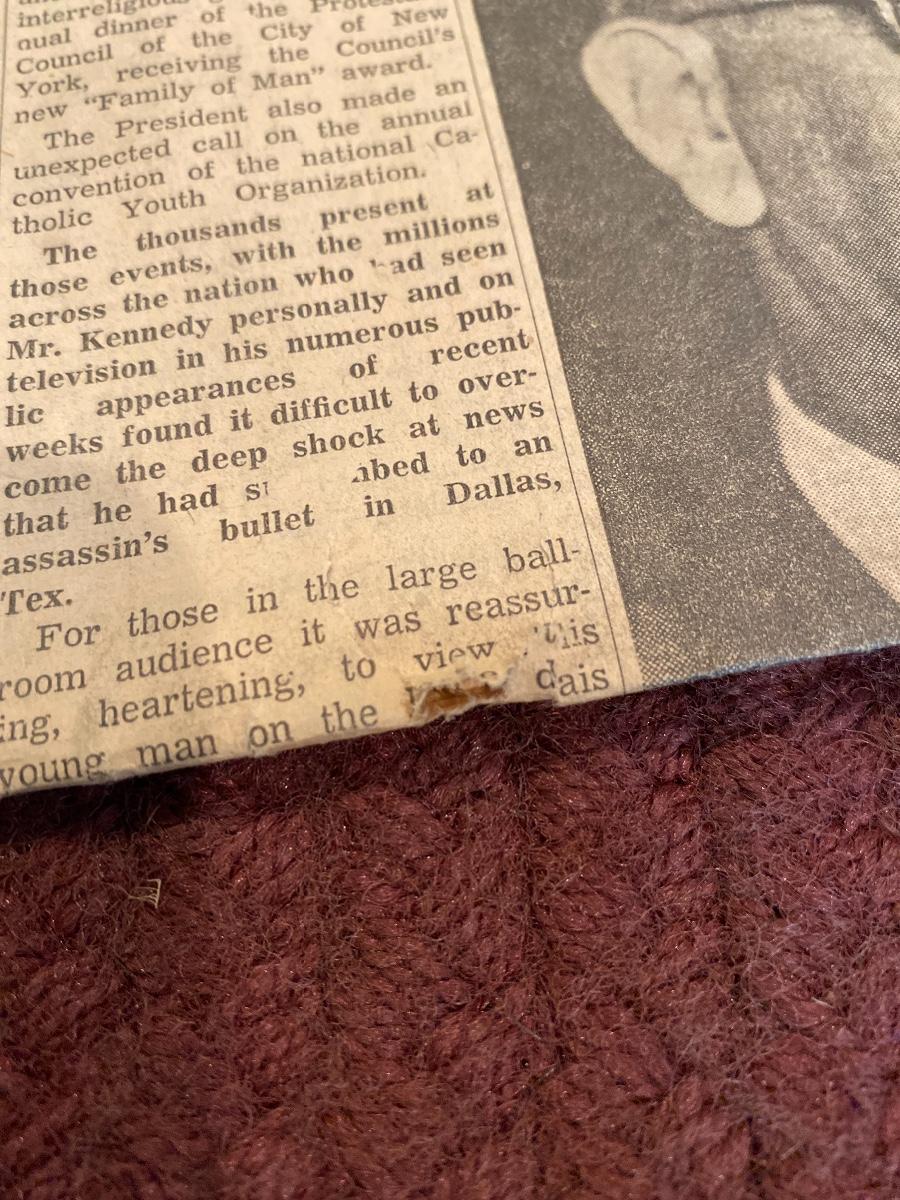 interreligious
nual dinner of the
Council of the City of New
York, receiving the Council's
new "Family of Man" award.
The President also made an
unexpected call on the annual
convention of the national Ca-
tholic Youth Organization.
The thousands present at
those events, with the millions
across the nation who had seen
Mr. Kennedy personally and on
television in his numerous pub-
lic appearances of recent
weeks found it difficult to over-
come the deep shock at news
that he had to an
assassin's bullet in Dallas,
Tex.
For those in the large ball-
room audience it was reassur-
ing, heartening, to view this
young man on the dais